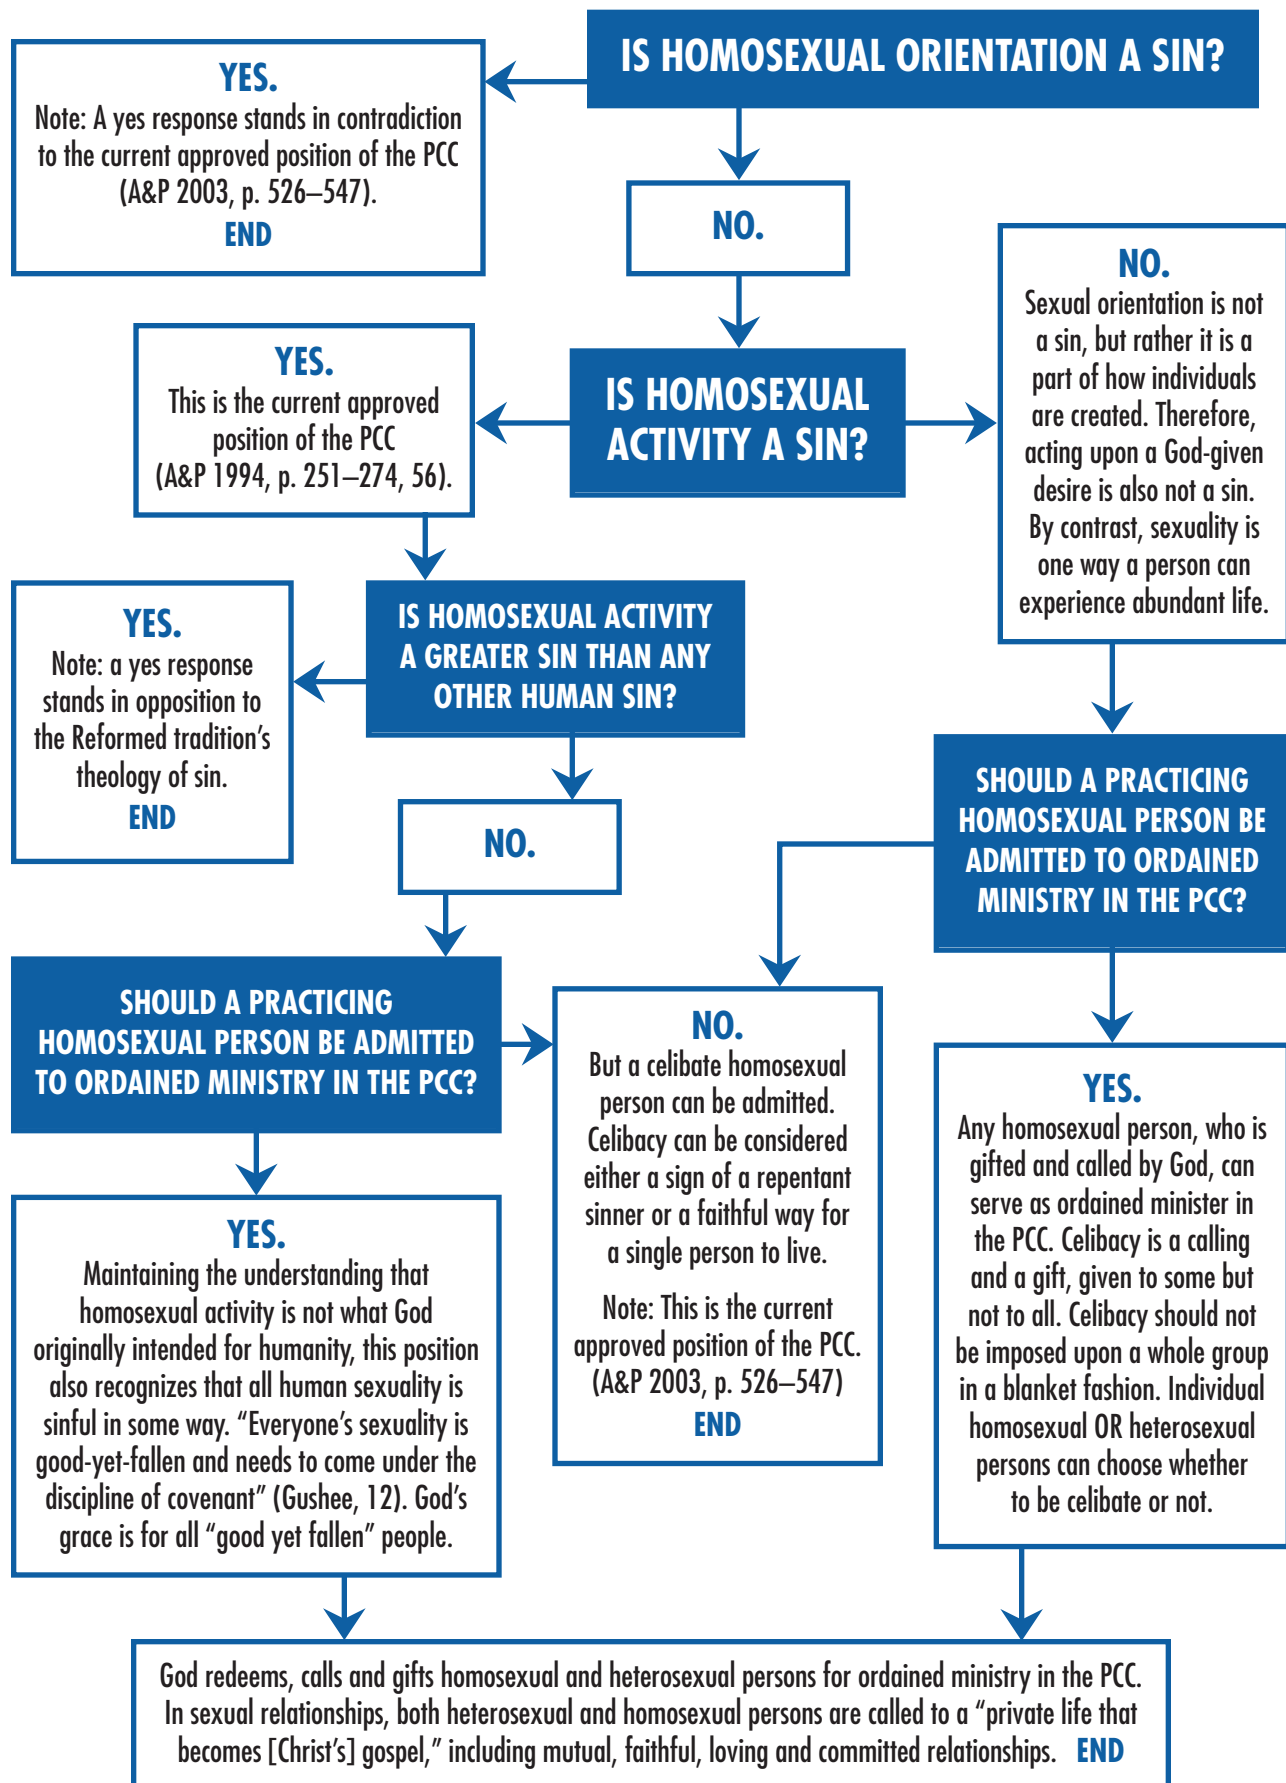 IS HOMOSEXUAL ORIENTATION A SIN?
YES.
Note: A yes response stands in contradiction
to the current approved position of the PCC
(A&P 2003, p. 526–547).
END
NO.
IS HOMOSEXUAL
ACTIVITY A SIN?
NO.
Sexual orientation is not
a sin, but rather it is a
part of how individuals
are created. Therefore,
acting upon a God-given
desire is also not a sin.
By contrast, sexuality is
one way a person can
experience abundant life.
YES.
This is the current approved
position of the PCC
(A&P 1994, p. 251–274, 56).
IS HOMOSEXUAL ACTIVITY
A GREATER SIN THAN ANY
OTHER HUMAN SIN?
YES.
Note: a yes response
stands in opposition to
the Reformed tradition’s
theology of sin.
END
NO.
SHOULD A PRACTICING
HOMOSEXUAL PERSON BE
ADMITTED TO ORDAINED
MINISTRY IN THE PCC?
SHOULD A PRACTICING
HOMOSEXUAL PERSON BE ADMITTED
TO ORDAINED MINISTRY IN THE PCC?
NO.
But a celibate homosexual
person can be admitted.
Celibacy can be considered
either a sign of a repentant
sinner or a faithful way for
a single person to live.
Note: This is the current
approved position of the PCC.
(A&P 2003, p. 526–547)
END
YES.
Any homosexual person, who is
gifted and called by God, can
serve as ordained minister in
the PCC. Celibacy is a calling
and a gift, given to some but
not to all. Celibacy should not
be imposed upon a whole group
in a blanket fashion. Individual
homosexual OR heterosexual
persons can choose whether
to be celibate or not.
YES.
Maintaining the understanding that
homosexual activity is not what God
originally intended for humanity, this position
also recognizes that all human sexuality is
sinful in some way. “Everyone’s sexuality is
good-yet-fallen and needs to come under the
discipline of covenant” (Gushee, 12). God’s
grace is for all “good yet fallen” people.
God redeems, calls and gifts homosexual and heterosexual persons for ordained ministry in the PCC.
In sexual relationships, both heterosexual and homosexual persons are called to a “private life that
becomes [Christ’s] gospel,” including mutual, faithful, loving and committed relationships. END